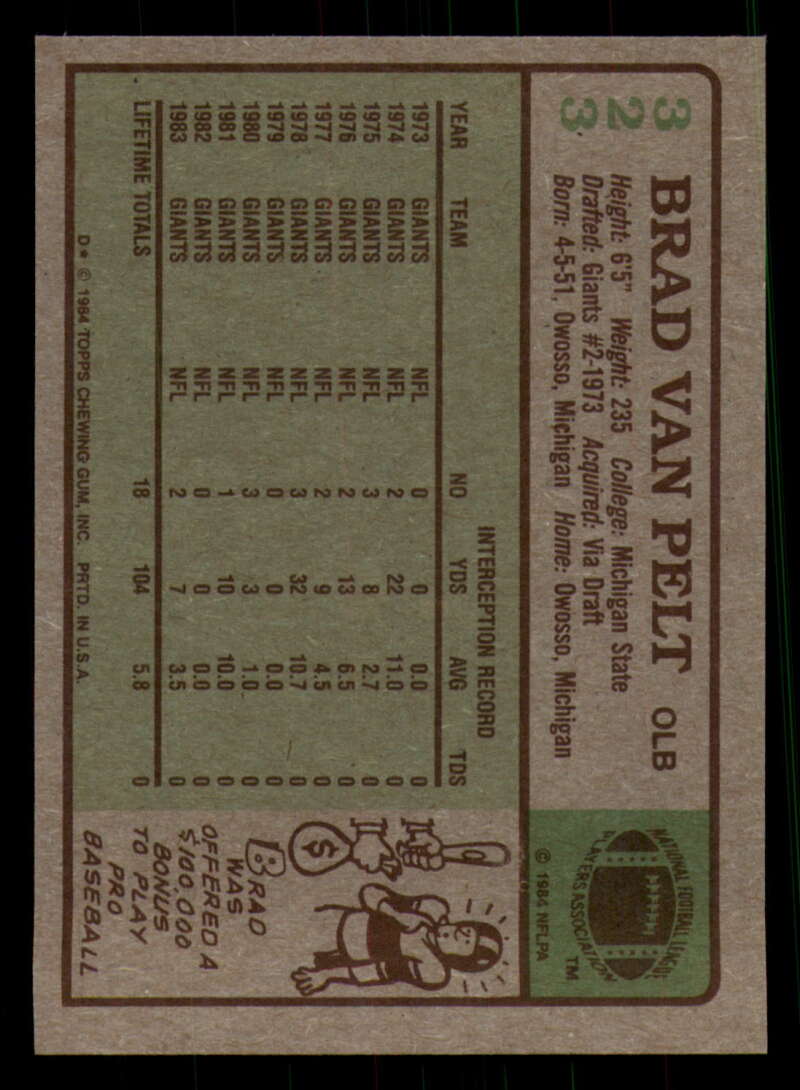 323
BRAD VAN PELT OLB
Height: 6'5" Weight: 235 College: Michigan State
Drafted: Giants #2-1973 Acquired: Via Draft
Born: 4-5-51, Owosso, Michigan Home: Owosso, Michigan
NATIONAL FOOTBALL LEAGUE
PLAYERS ASSOCIATION
TM
© 1984 NFLPA
INTERCEPTION RECORD
YEAR TEAM NO YDS AVG TDS
1973 GIANTS NFL 0 0 0.0 0
1974 GIANTS NFL 2 22 11.0 0
1975 GIANTS NFL 3 8 2.7 0
1976 GIANTS NFL 2 13 6.5 0
1977 GIANTS NFL 2 9 4.5 0
1978 GIANTS NFL 3 32 10.7 0
1979 GIANTS NFL 0 0 0.0 0
1980 GIANTS NFL 3 3 1.0 0
1981 GIANTS NFL 1 10 10.0 0
1982 GIANTS NFL 0 0 0.0 0
1983 GIANTS NFL 2 7 3.5 0
LIFETIME TOTALS 18 104 5.8 0
D* © 1984 TOPPS CHEWING GUM, INC. PRTD. IN U.S.A.
$
BRAD
WAS
OFFERED A
$100,000
BONUS
TO PLAY
PRO
BASEBALL